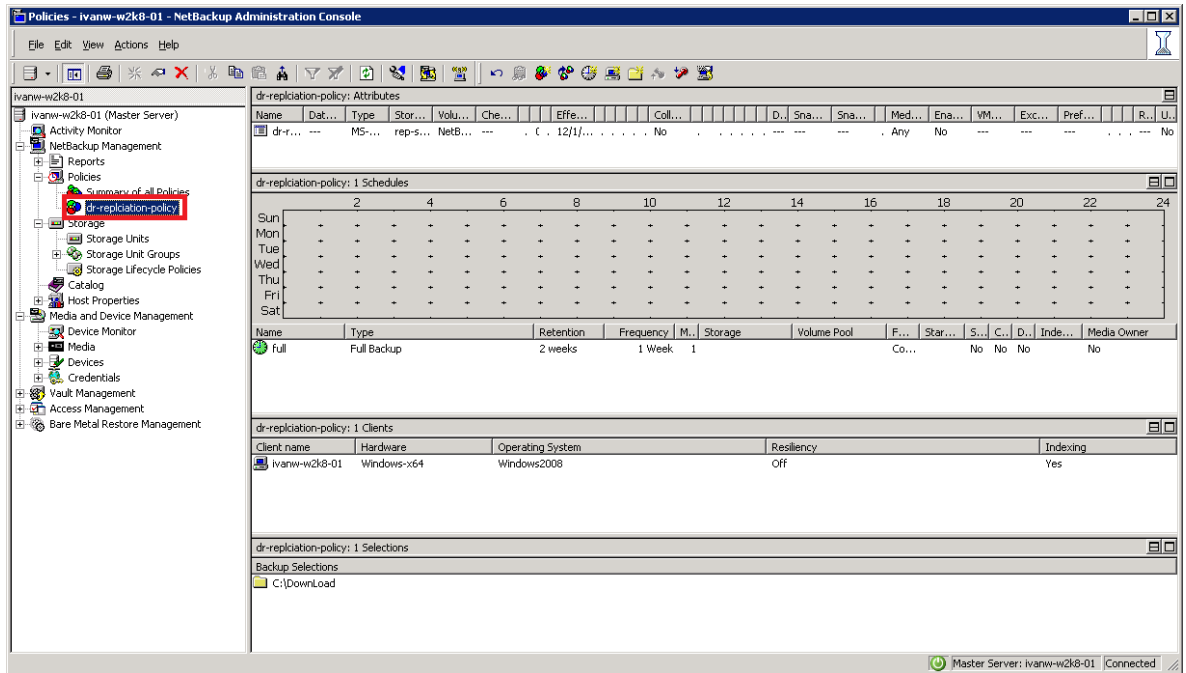 Policies - ivanw-w2k8-01 - NetBackup Administration Console
File Edit View Actions Help
ivanw-w2k8-01
ivanw-w2k8-01 (Master Server)
Activity Monitor
NetBackup Management
Reports
Policies
Summary of all Policies
dr-replciation-policy
Storage
Storage Units
Storage Unit Groups
Storage Lifecycle Policies
Catalog
Host Properties
Media and Device Management
Device Monitor
Media
Devices
Credentials
Vault Management
Access Management
Bare Metal Restore Management
dr-replciation-policy: Attributes
Name Dat... Type Stor... Volu... Che... Effe... Coll... D.. Sna... Sna... Med... Ena... VM... Exc... Pref... R.. U..
dr-r... --- MS-... rep-s... NetB... --- . ( . 12/1/... . . . . . No . . . . . --- --- --- . Any No --- --- --- . . . --- No
dr-replciation-policy: 1 Schedules
2 4 6 8 10 12 14 16 18 20 22 24
Sun
Mon
Tue
Wed
Thu
Fri
Sat
Name Type Retention Frequency M.. Storage Volume Pool F... Star... S... C.. D.. Inde... Media Owner
full Full Backup 2 weeks 1 Week 1 Co... No No No No
dr-replciation-policy: 1 Clients
Client name Hardware Operating System Resiliency Indexing
ivanw-w2k8-01 Windows-x64 Windows2008 Off Yes
dr-replciation-policy: 1 Selections
Backup Selections
C:\DownLoad
Master Server: ivanw-w2k8-01 Connected